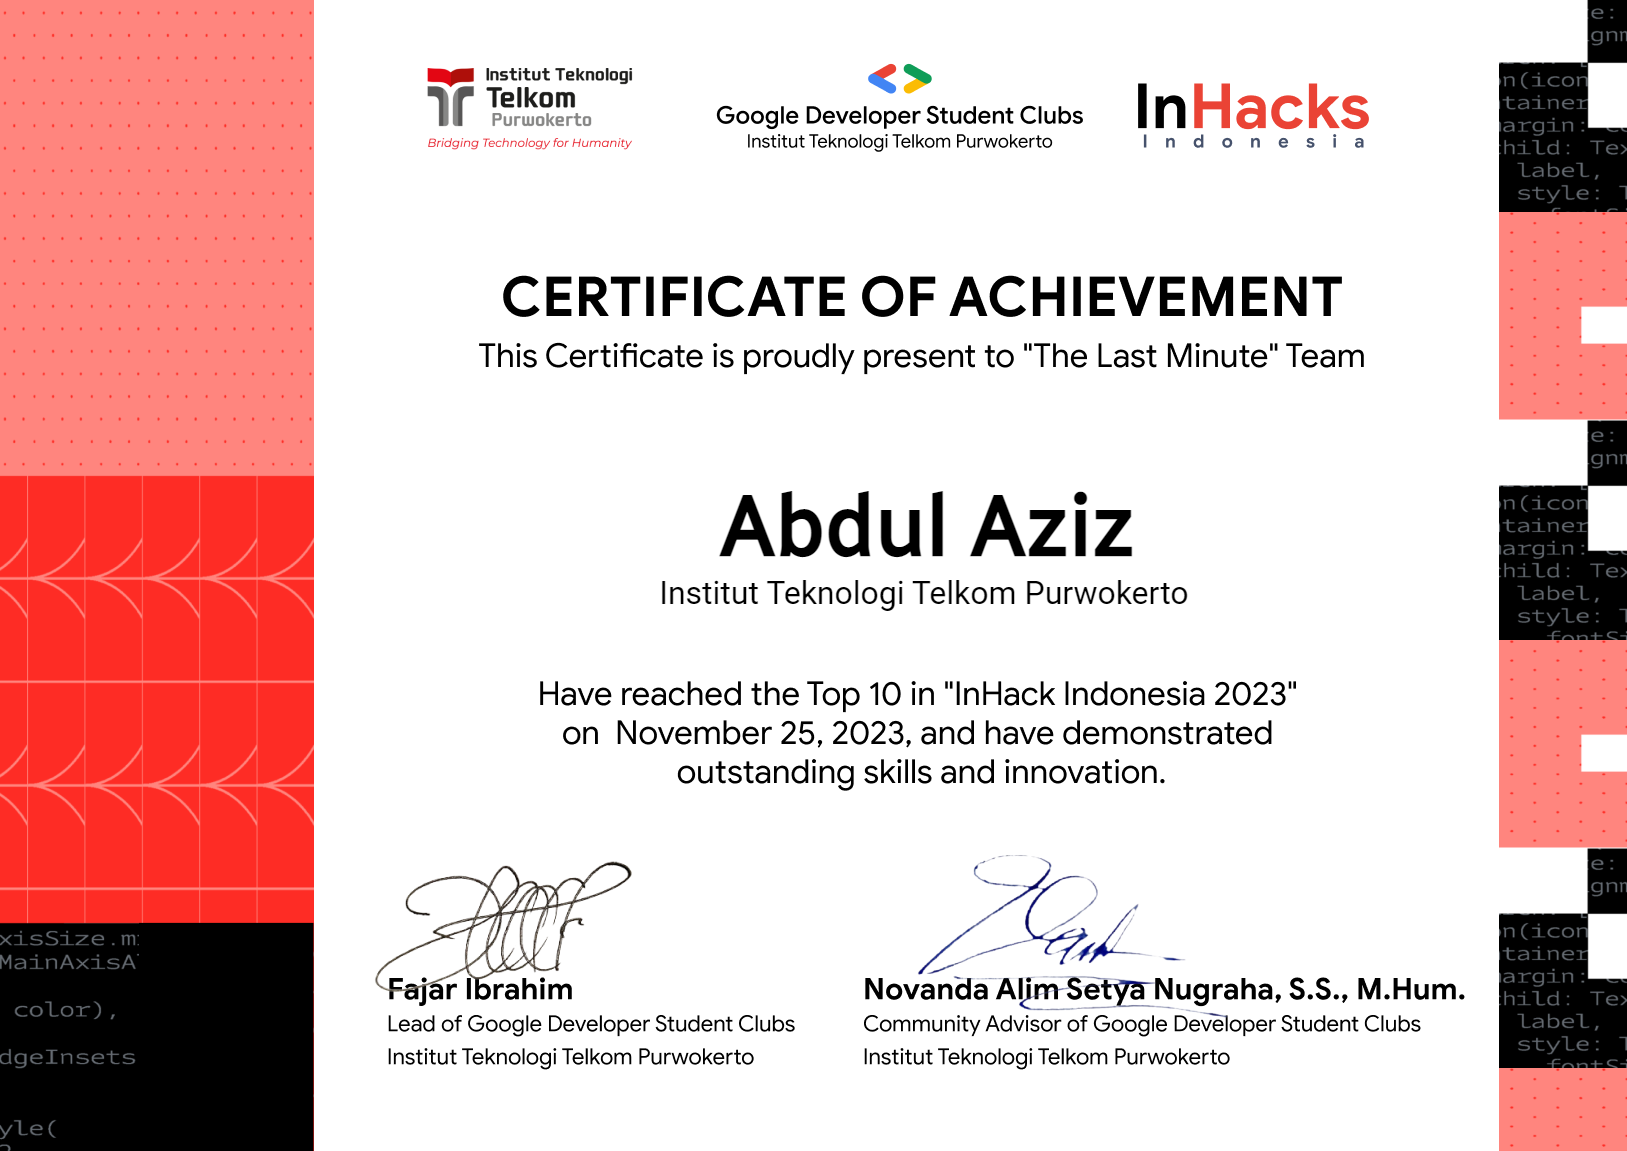 Institut Teknologi
Telkom
Purwokerto
Bridging Technology for Humanity
Google Developer Student Clubs
Institut Teknologi Telkom Purwokerto
InHacks
Indonesia
CERTIFICATE OF ACHIEVEMENT
This Certificate is proudly present to "The Last Minute" Team
Abdul Aziz
Institut Teknologi Telkom Purwokerto
Have reached the Top 10 in "InHack Indonesia 2023"
on November 25, 2023, and have demonstrated
outstanding skills and innovation.
Fajar Ibrahim
Lead of Google Developer Student Clubs
Institut Teknologi Telkom Purwokerto
Novanda Alim Setya Nugraha, S.S., M.Hum.
Community Advisor of Google Developer Student Clubs
Institut Teknologi Telkom Purwokerto
xisSize.m
MainAxisA
color),
dgeInsets
yle(
e:
gnm
n(icon
tainer
argin:
hild: Tex
label,
style:
e:
gnm
n(icon
tainer
argin:
hild: Tex
label,
style:
fontS
e:
gnm
n(icon
tainer
argin:
hild: Tex
label,
style:
fontS